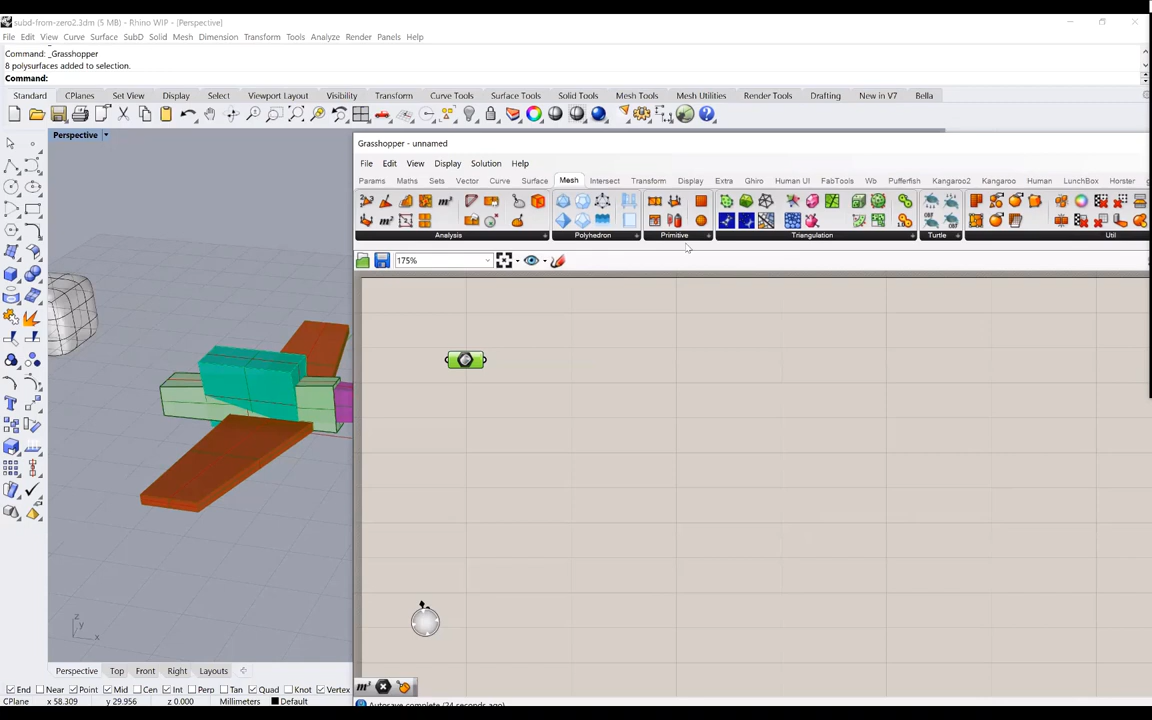 subd-from-zero2.3dm (5 MB) - Rhino WIP - [Perspective]
File Edit View Curve Surface SubD Solid Mesh Dimension Transform Tools Analyze Render Panels Help
Command: _Grasshopper
8 polysurfaces added to selection.
Command:
Standard CPlanes Set View Display Select Viewport Layout Visibility Transform Curve Tools Surface Tools Solid Tools Mesh Tools Mesh Utilities Render Tools Drafting New in V7 Bella
Perspective
Grasshopper - unnamed
File Edit View Display Solution Help
Params Maths Sets Vector Curve Surface Mesh Intersect Transform Display Extra Ghiro Human UI FabTools Wb Pufferfish Kangaroo2 Kangaroo Human LunchBox Horster
Analysis Polyhedron Primitive Triangulation Turtle Util
175%
z
y
x
Perspective Top Front Right Layouts
End Near Point Mid Cen Int Perp Tan Quad Knot Vertex
CPlane x 58.309 y 29.956 z 0.000 Millimeters Default
Autosave complete (24 seconds ago)